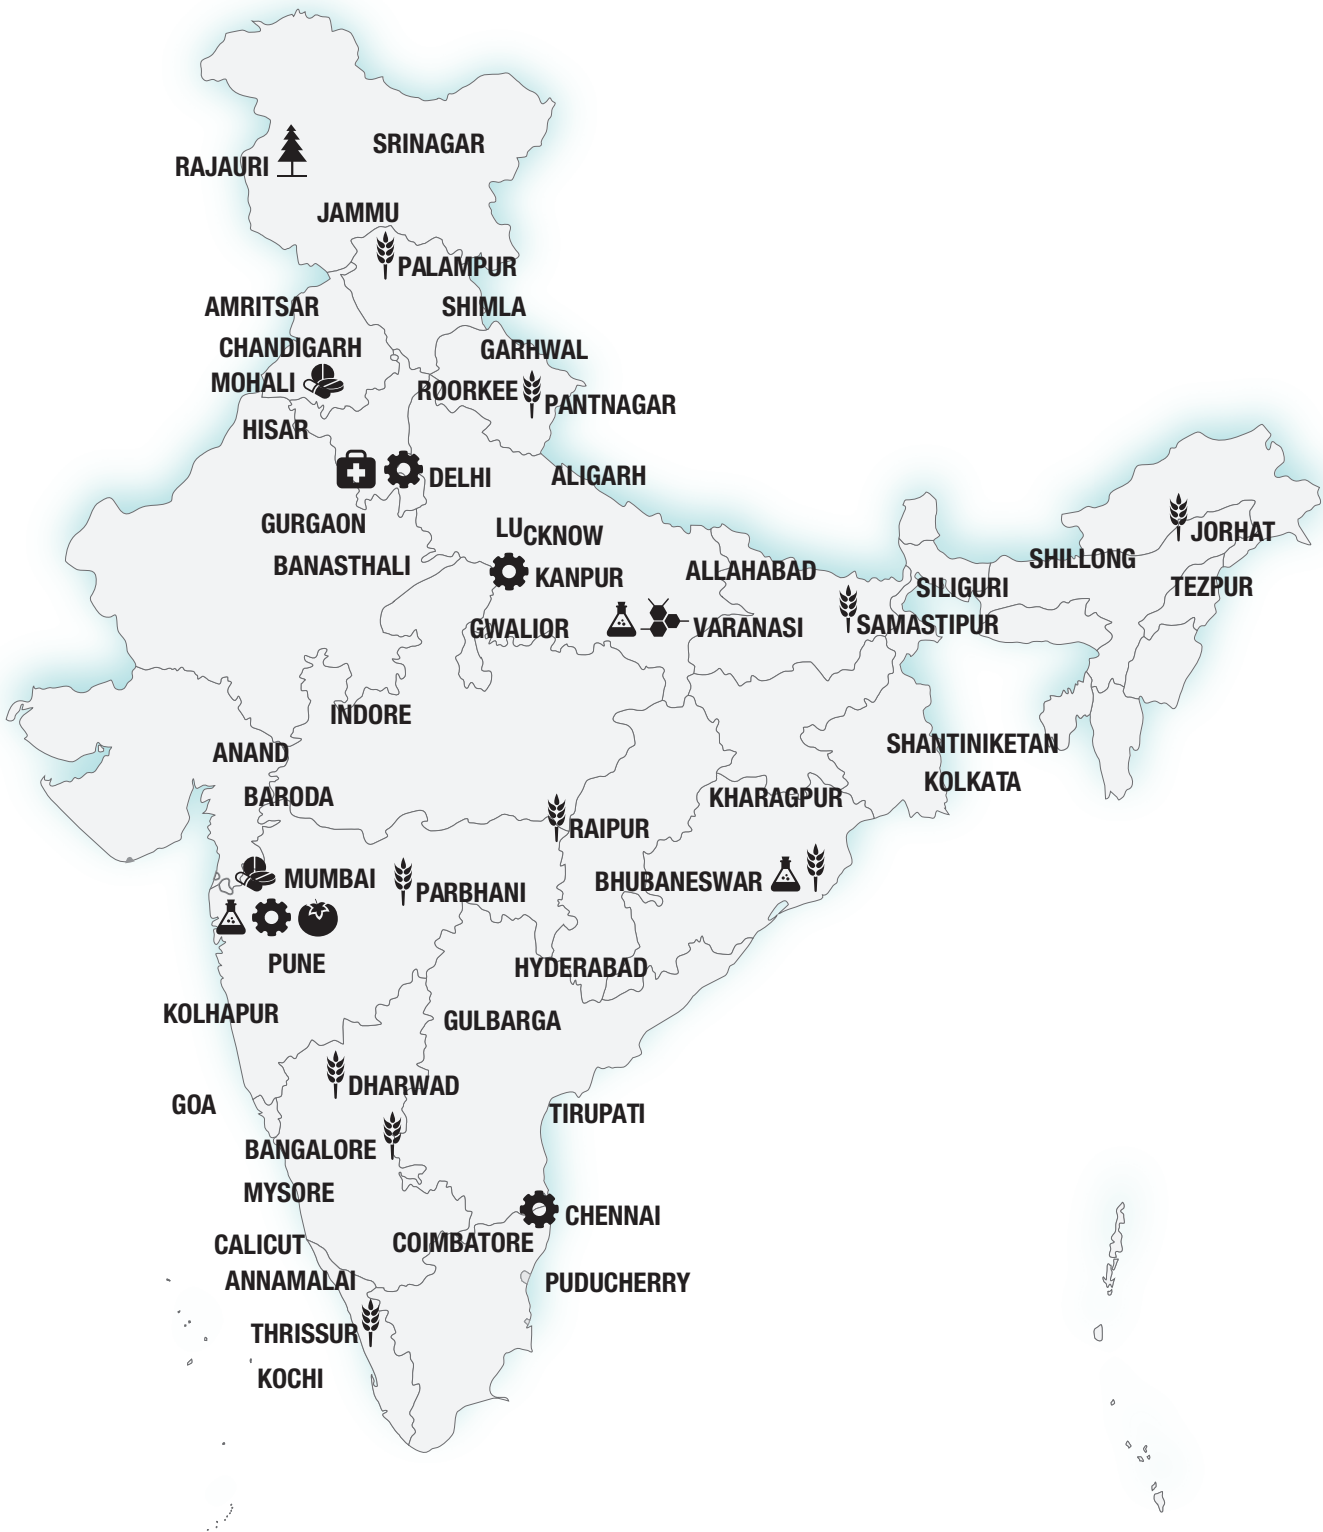 SRINAGAR
RAJAURI
JAMMU
PALAMPUR
AMRITSAR
SHIMLA
CHANDIGARH
GARHWAL
MOHALI
ROORKEE
PANTNAGAR
HISAR
DELHI
ALIGARH
GURGAON
LUCKNOW
JORHAT
BANASTHALI
KANPUR
ALLAHABAD
SHILLONG
SILIGURI
TEZPUR
GWALIOR
VARANASI
SAMASTIPUR
INDORE
ANAND
SHANTINIKETAN
KOLKATA
BARODA
KHARAGPUR
RAIPUR
MUMBAI
PARBHANI
BHUBANESWAR
PUNE
HYDERABAD
KOLHAPUR
GULBARGA
DHARWAD
GOA
TIRUPATI
BANGALORE
MYSORE
CHENNAI
CALICUT
COIMBATORE
ANNAMALAI
PUDUCHERRY
THRISSUR
KOCHI